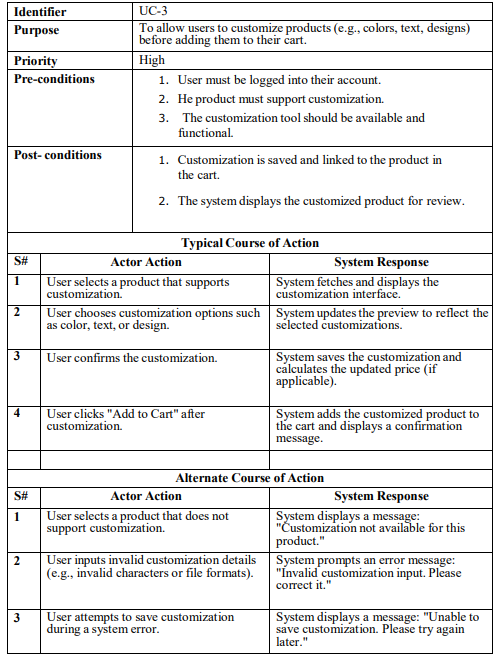 Identifier UC-3
Purpose To allow users to customize products (e.g., colors, text, designs)
before adding them to their cart.
Priority High
Pre-conditions 1. User must be logged into their account.
2. He product must support customization.
3. The customization tool should be available and
functional.
Post- conditions 1. Customization is saved and linked to the product in
the cart.
2. The system displays the customized product for review.
Typical Course of Action
S# Actor Action System Response
1 User selects a product that supports System fetches and displays the
customization. customization interface.
2 User chooses customization options such System updates the preview to reflect the
as color, text, or design. selected customizations.
3 User confirms the customization. System saves the customization and
calculates the updated price (if
applicable).
4 User clicks "Add to Cart" after System adds the customized product to
customization. the cart and displays a confirmation
message.
Alternate Course of Action
S# Actor Action System Response
1 User selects a product that does not System displays a message:
support customization. "Customization not available for this
product."
2 User inputs invalid customization details System prompts an error message:
(e.g., invalid characters or file formats). "Invalid customization input. Please
correct it."
3 User attempts to save customization System displays a message: "Unable to
during a system error. save customization. Please try again
later."